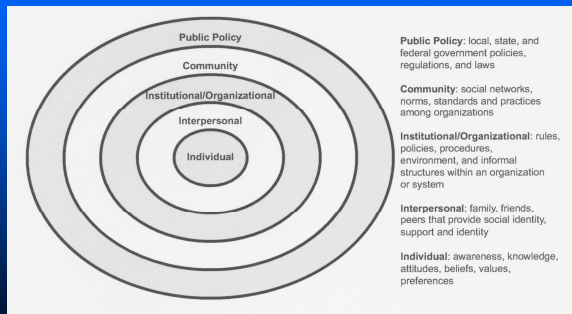 Public Policy
Community
Institutional/Organizational
Interpersonal
Individual
Public Policy: local, state, and
federal government policies,
regulations, and laws
Community: social networks,
norms, standards and practices
among organizations
Institutional/Organizational: rules,
policies, procedures,
environment, and informal
structures within an organization
or system
Interpersonal: family, friends,
peers that provide social identity,
support and identity
Individual: awareness, knowledge,
attitudes, beliefs, values,
preferences